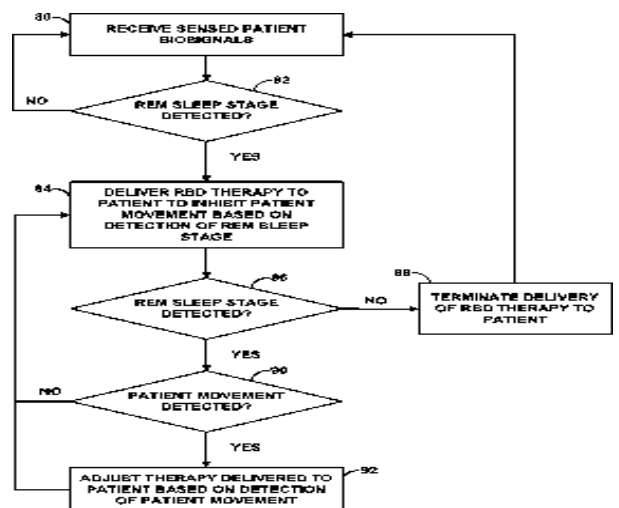 80
RECEIVE SENSED PATIENT
BIOSIGNALS
82
REM SLEEP STAGE
DETECTED?
NO
YES
84
DELIVER RBD THERAPY TO
PATIENT TO INHIBIT PATIENT
MOVEMENT BASED ON
DETECTION OF REM SLEEP
STAGE
86
REM SLEEP STAGE
DETECTED?
NO
88
TERMINATE DELIVERY
OF RBD THERAPY TO
PATIENT
YES
90
PATIENT MOVEMENT
DETECTED?
NO
YES
92
ADJUST THERAPY DELIVERED TO
PATIENT BASED ON DETECTION
OF PATIENT MOVEMENT